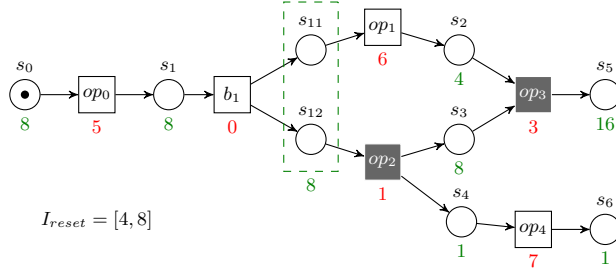 s₁₁ op₁ s₂
s₀ s₁ 6 4 s₅
op₀ b₁ op₃
8 5 8 0 s₁₂ s₃ 3 16
op₂
8 1 8
s₄ s₆
I_reset = [4, 8] op₄
1 7 1